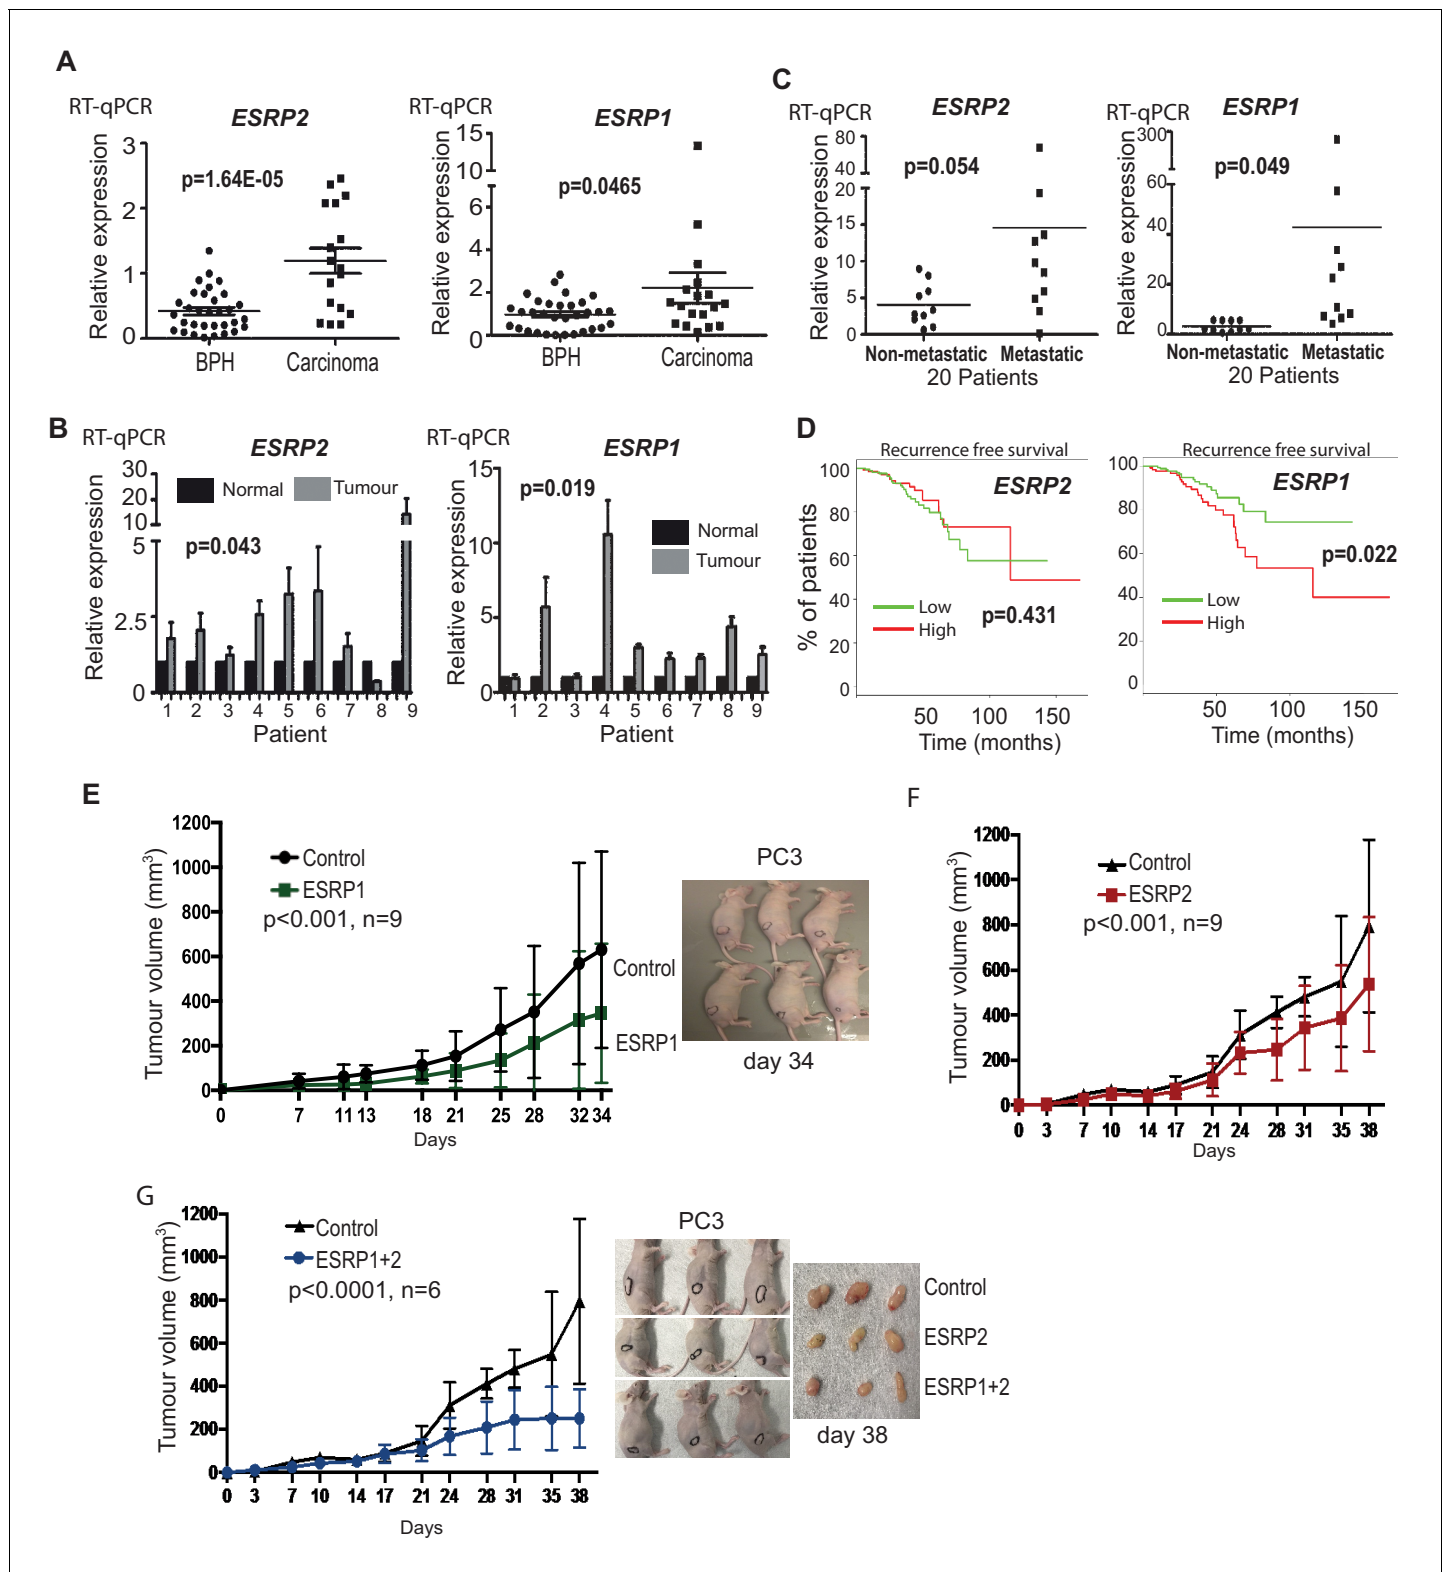 A
RT-qPCR
ESRP2
Relative expression
3
2
1
0
p=1.64E-05
BPH
Carcinoma
RT-qPCR
ESRP1
Relative expression
15
10
6
4
2
0
p=0.0465
BPH
Carcinoma
C
RT-qPCR
ESRP2
Relative expression
80
40
20
15
10
5
0
p=0.054
Non-metastatic
Metastatic
20 Patients
RT-qPCR
ESRP1
Relative expression
300
60
40
20
0
p=0.049
Non-metastatic
Metastatic
20 Patients
B
RT-qPCR
ESRP2
Relative expression
30
20
10
5
2.5
0
Normal
Tumour
p=0.043
1 2 3 4 5 6 7 8 9
Patient
RT-qPCR
ESRP1
Relative expression
15
10
5
0
p=0.019
Normal
Tumour
1 2 3 4 5 6 7 8 9
Patient
D
Recurrence free survival
ESRP2
% of patients
100
80
60
40
20
0
Low
High
p=0.431
50 100 150
Time (months)
Recurrence free survival
ESRP1
100
80
60
40
20
0
p=0.022
Low
High
50 100 150
Time (months)
E
Tumour volume (mm3)
1200
1000
800
600
400
200
0
Control
ESRP1
p<0.001, n=9
0 7 11 13 18 21 25 28 32 34
Days
PC3
Control
ESRP1
day 34
F
Tumour volume (mm3)
1200
1000
800
600
400
200
0
Control
ESRP2
p<0.001, n=9
0 3 7 10 14 17 21 24 28 31 35 38
Days
G
Tumour volume (mm3)
1200
1000
800
600
400
200
0
Control
ESRP1+2
p<0.0001, n=6
0 3 7 10 14 17 21 24 28 31 35 38
Days
PC3
Control
ESRP2
ESRP1+2
day 38